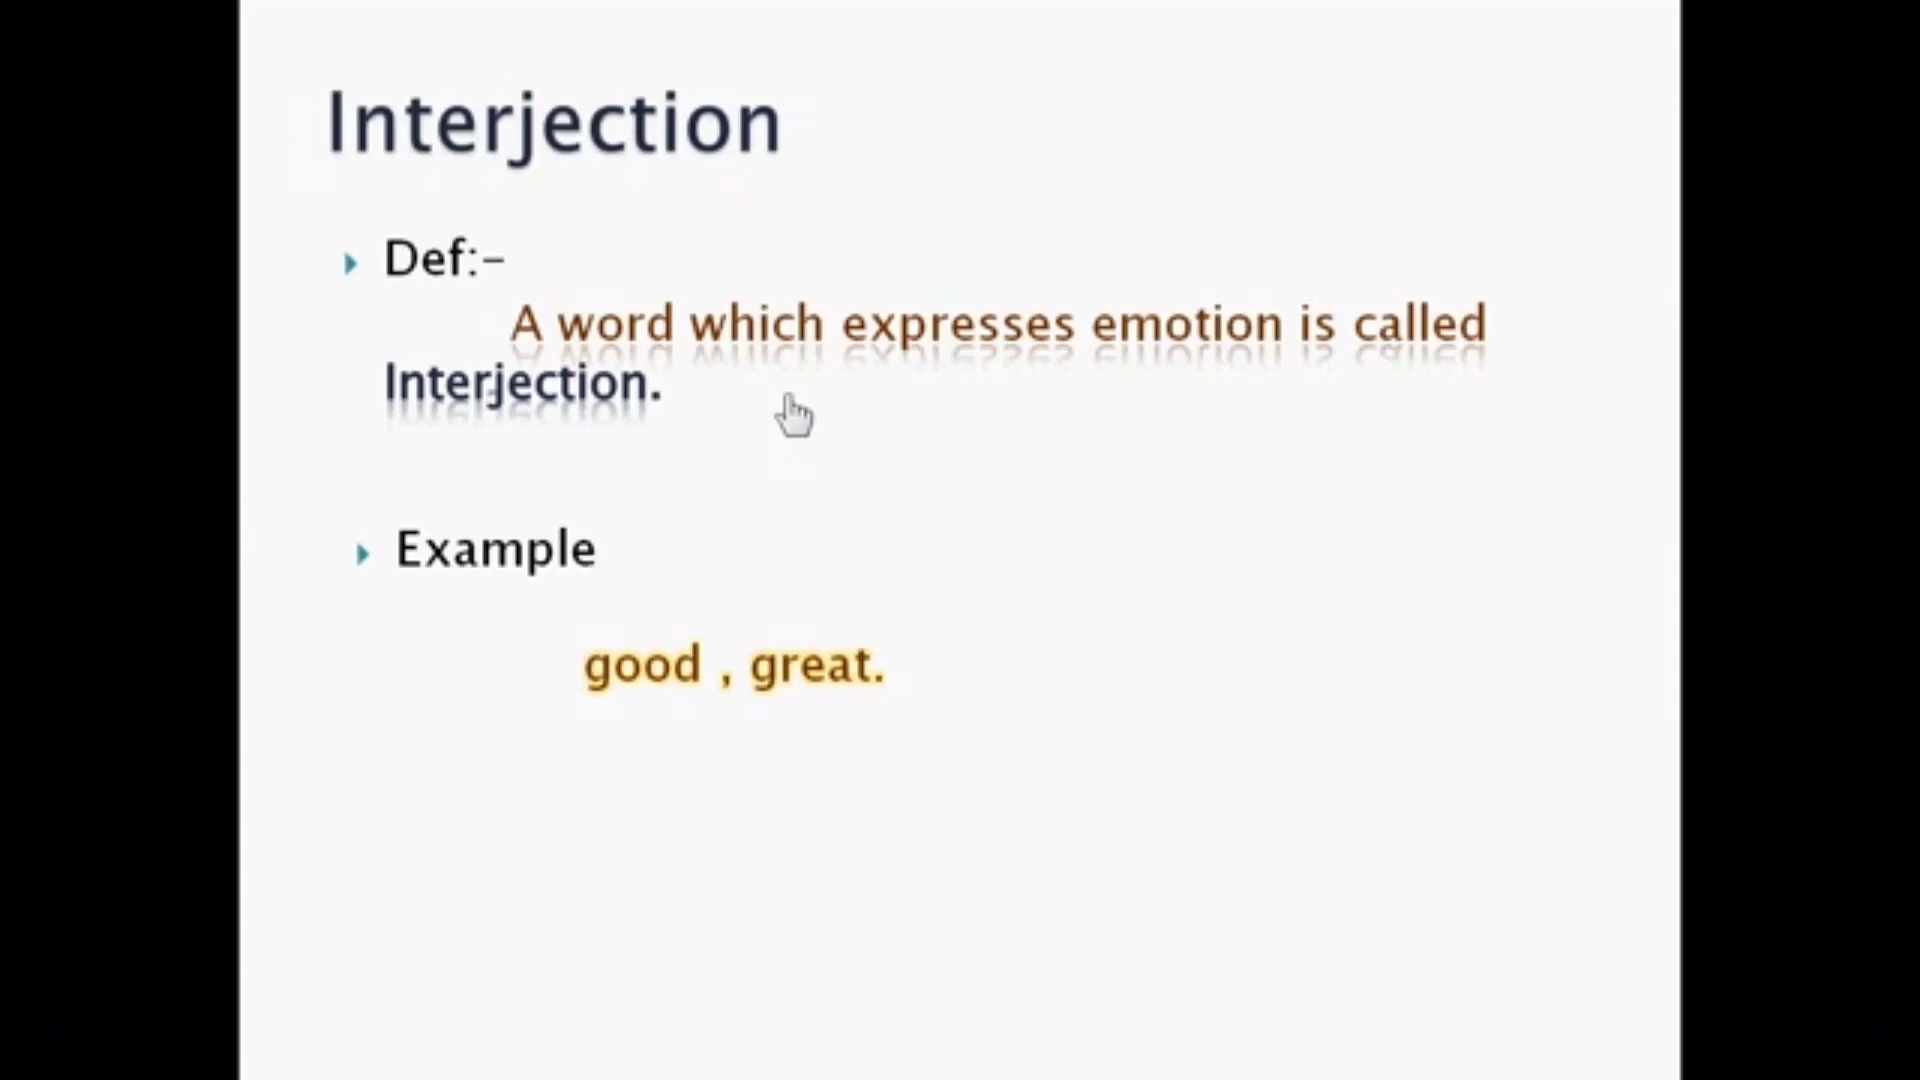 Interjection
Def:-
A word which expresses emotion is called
Interjection.
Example
good , great.